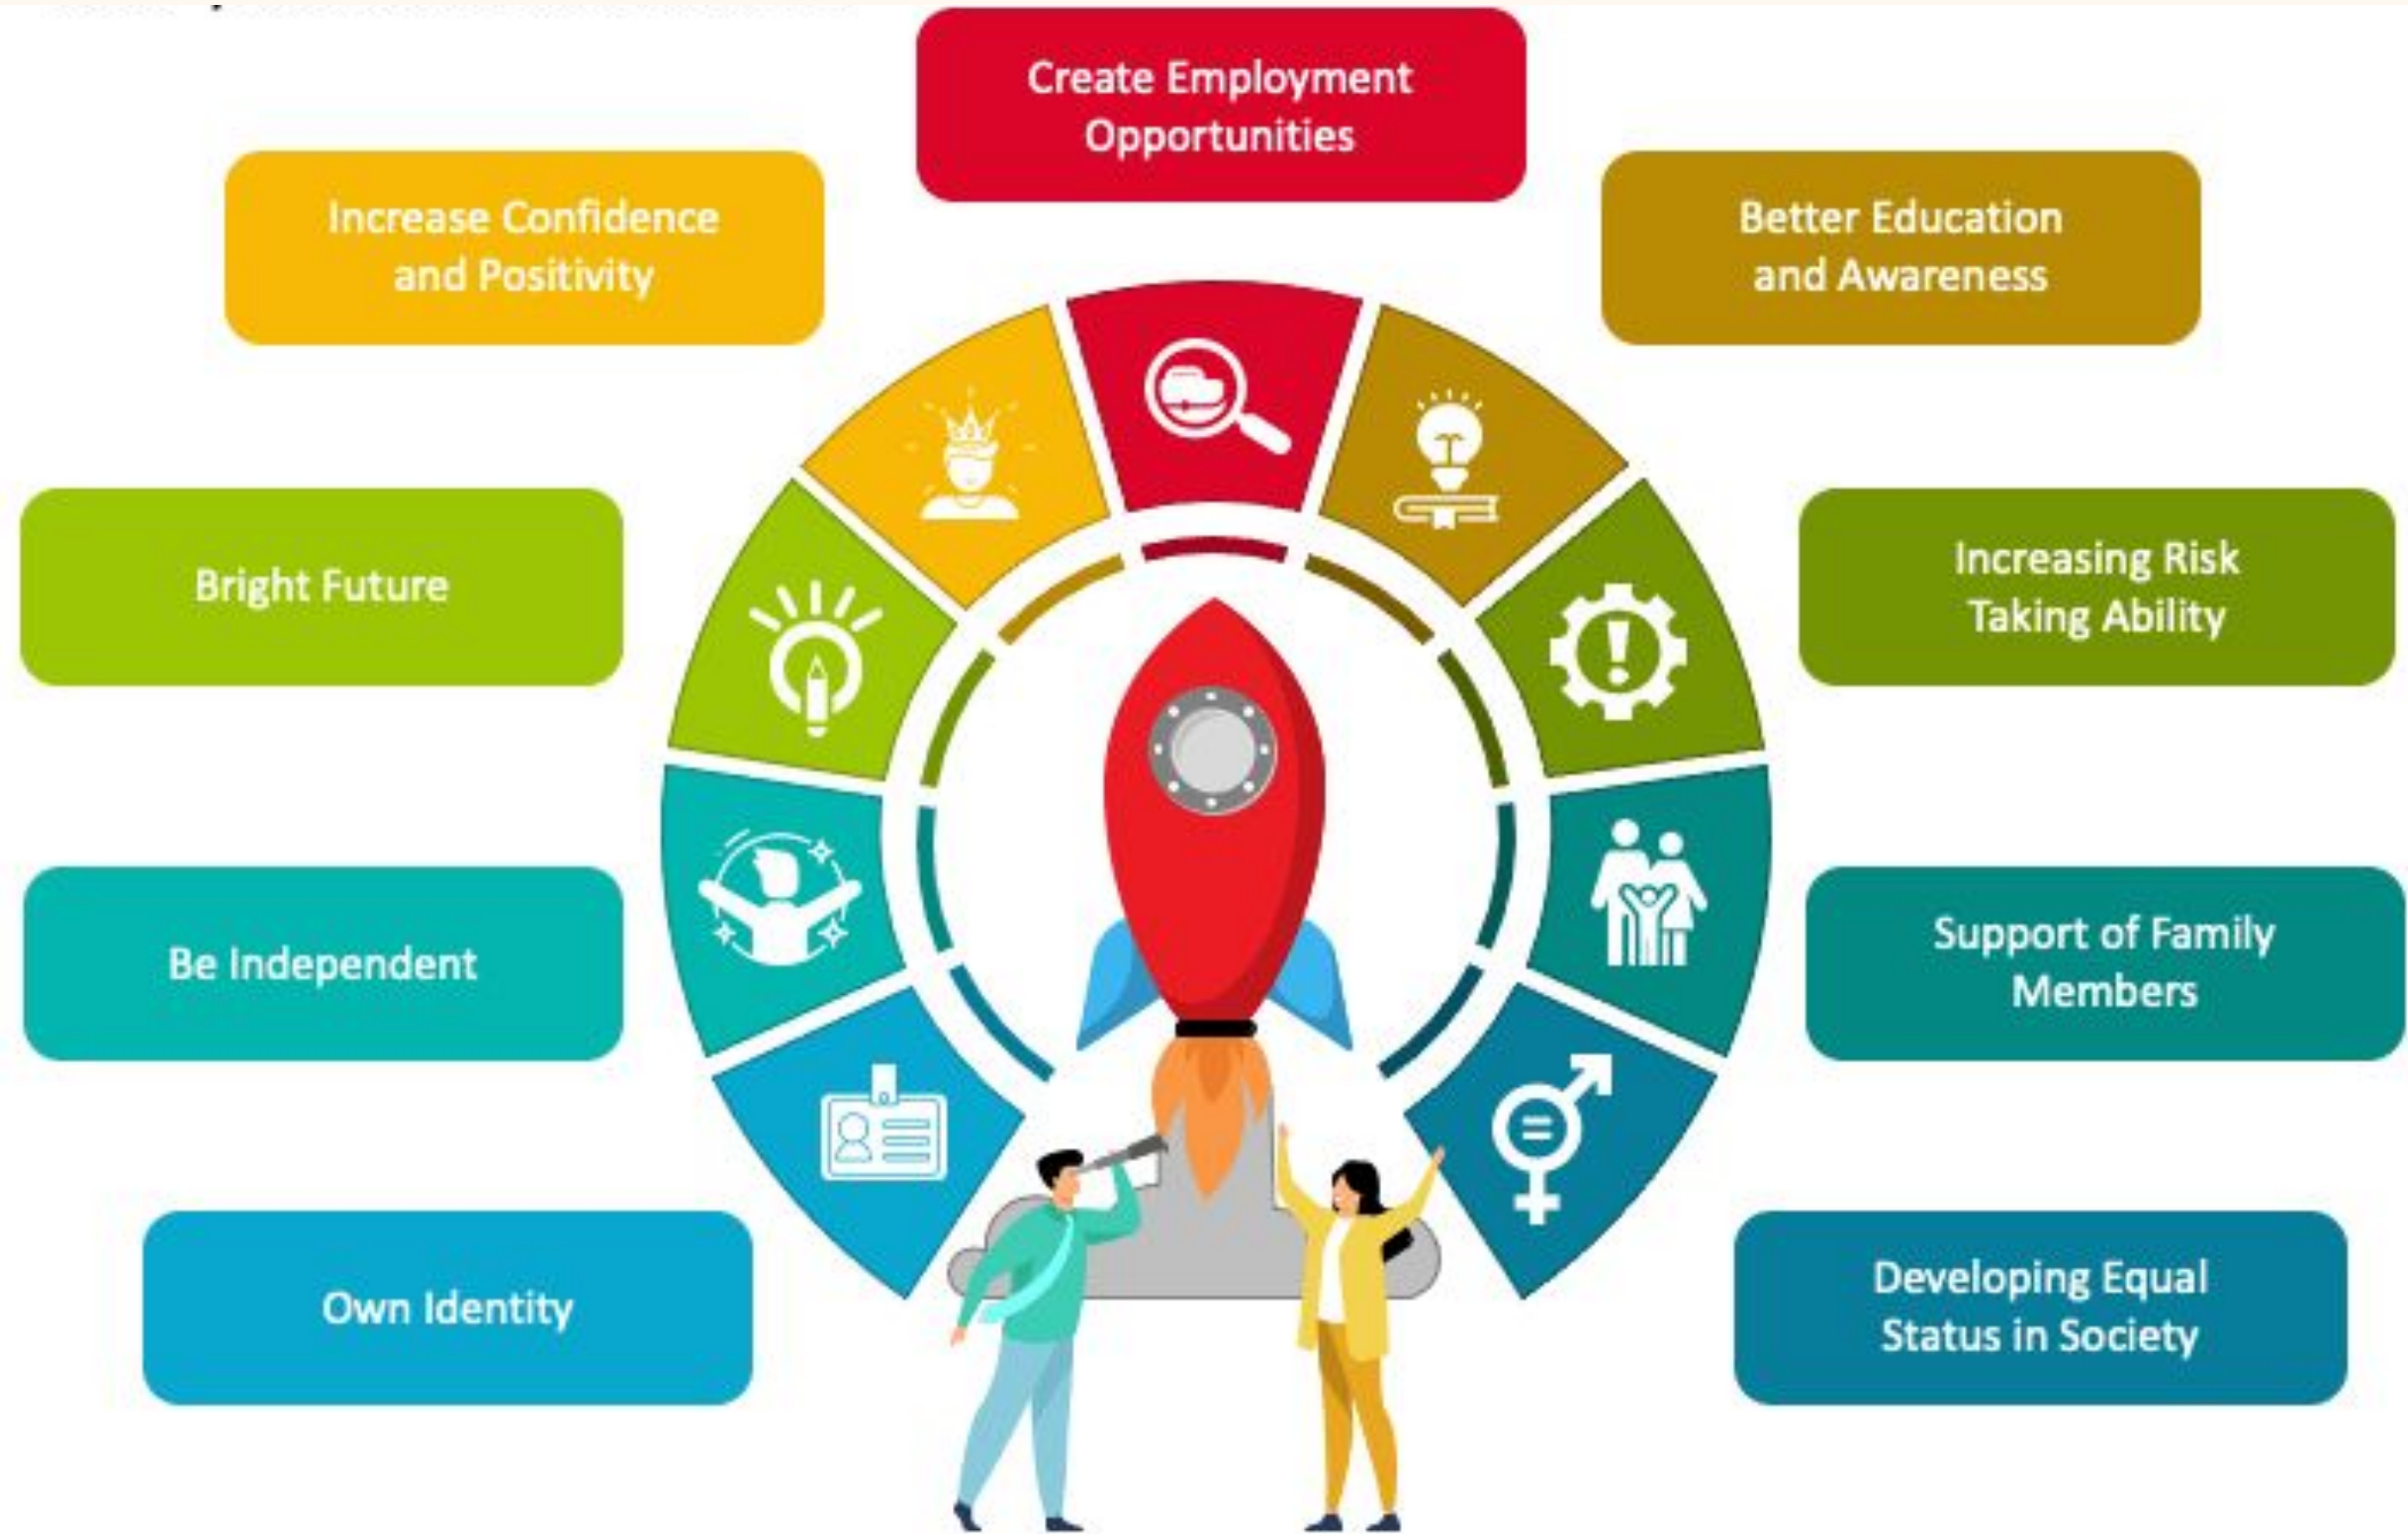 Create Employment
Opportunities
Increase Confidence
and Positivity
Better Education
and Awareness
Bright Future
Increasing Risk
Taking Ability
Be Independent
Support of Family
Members
Own Identity
Developing Equal
Status in Society